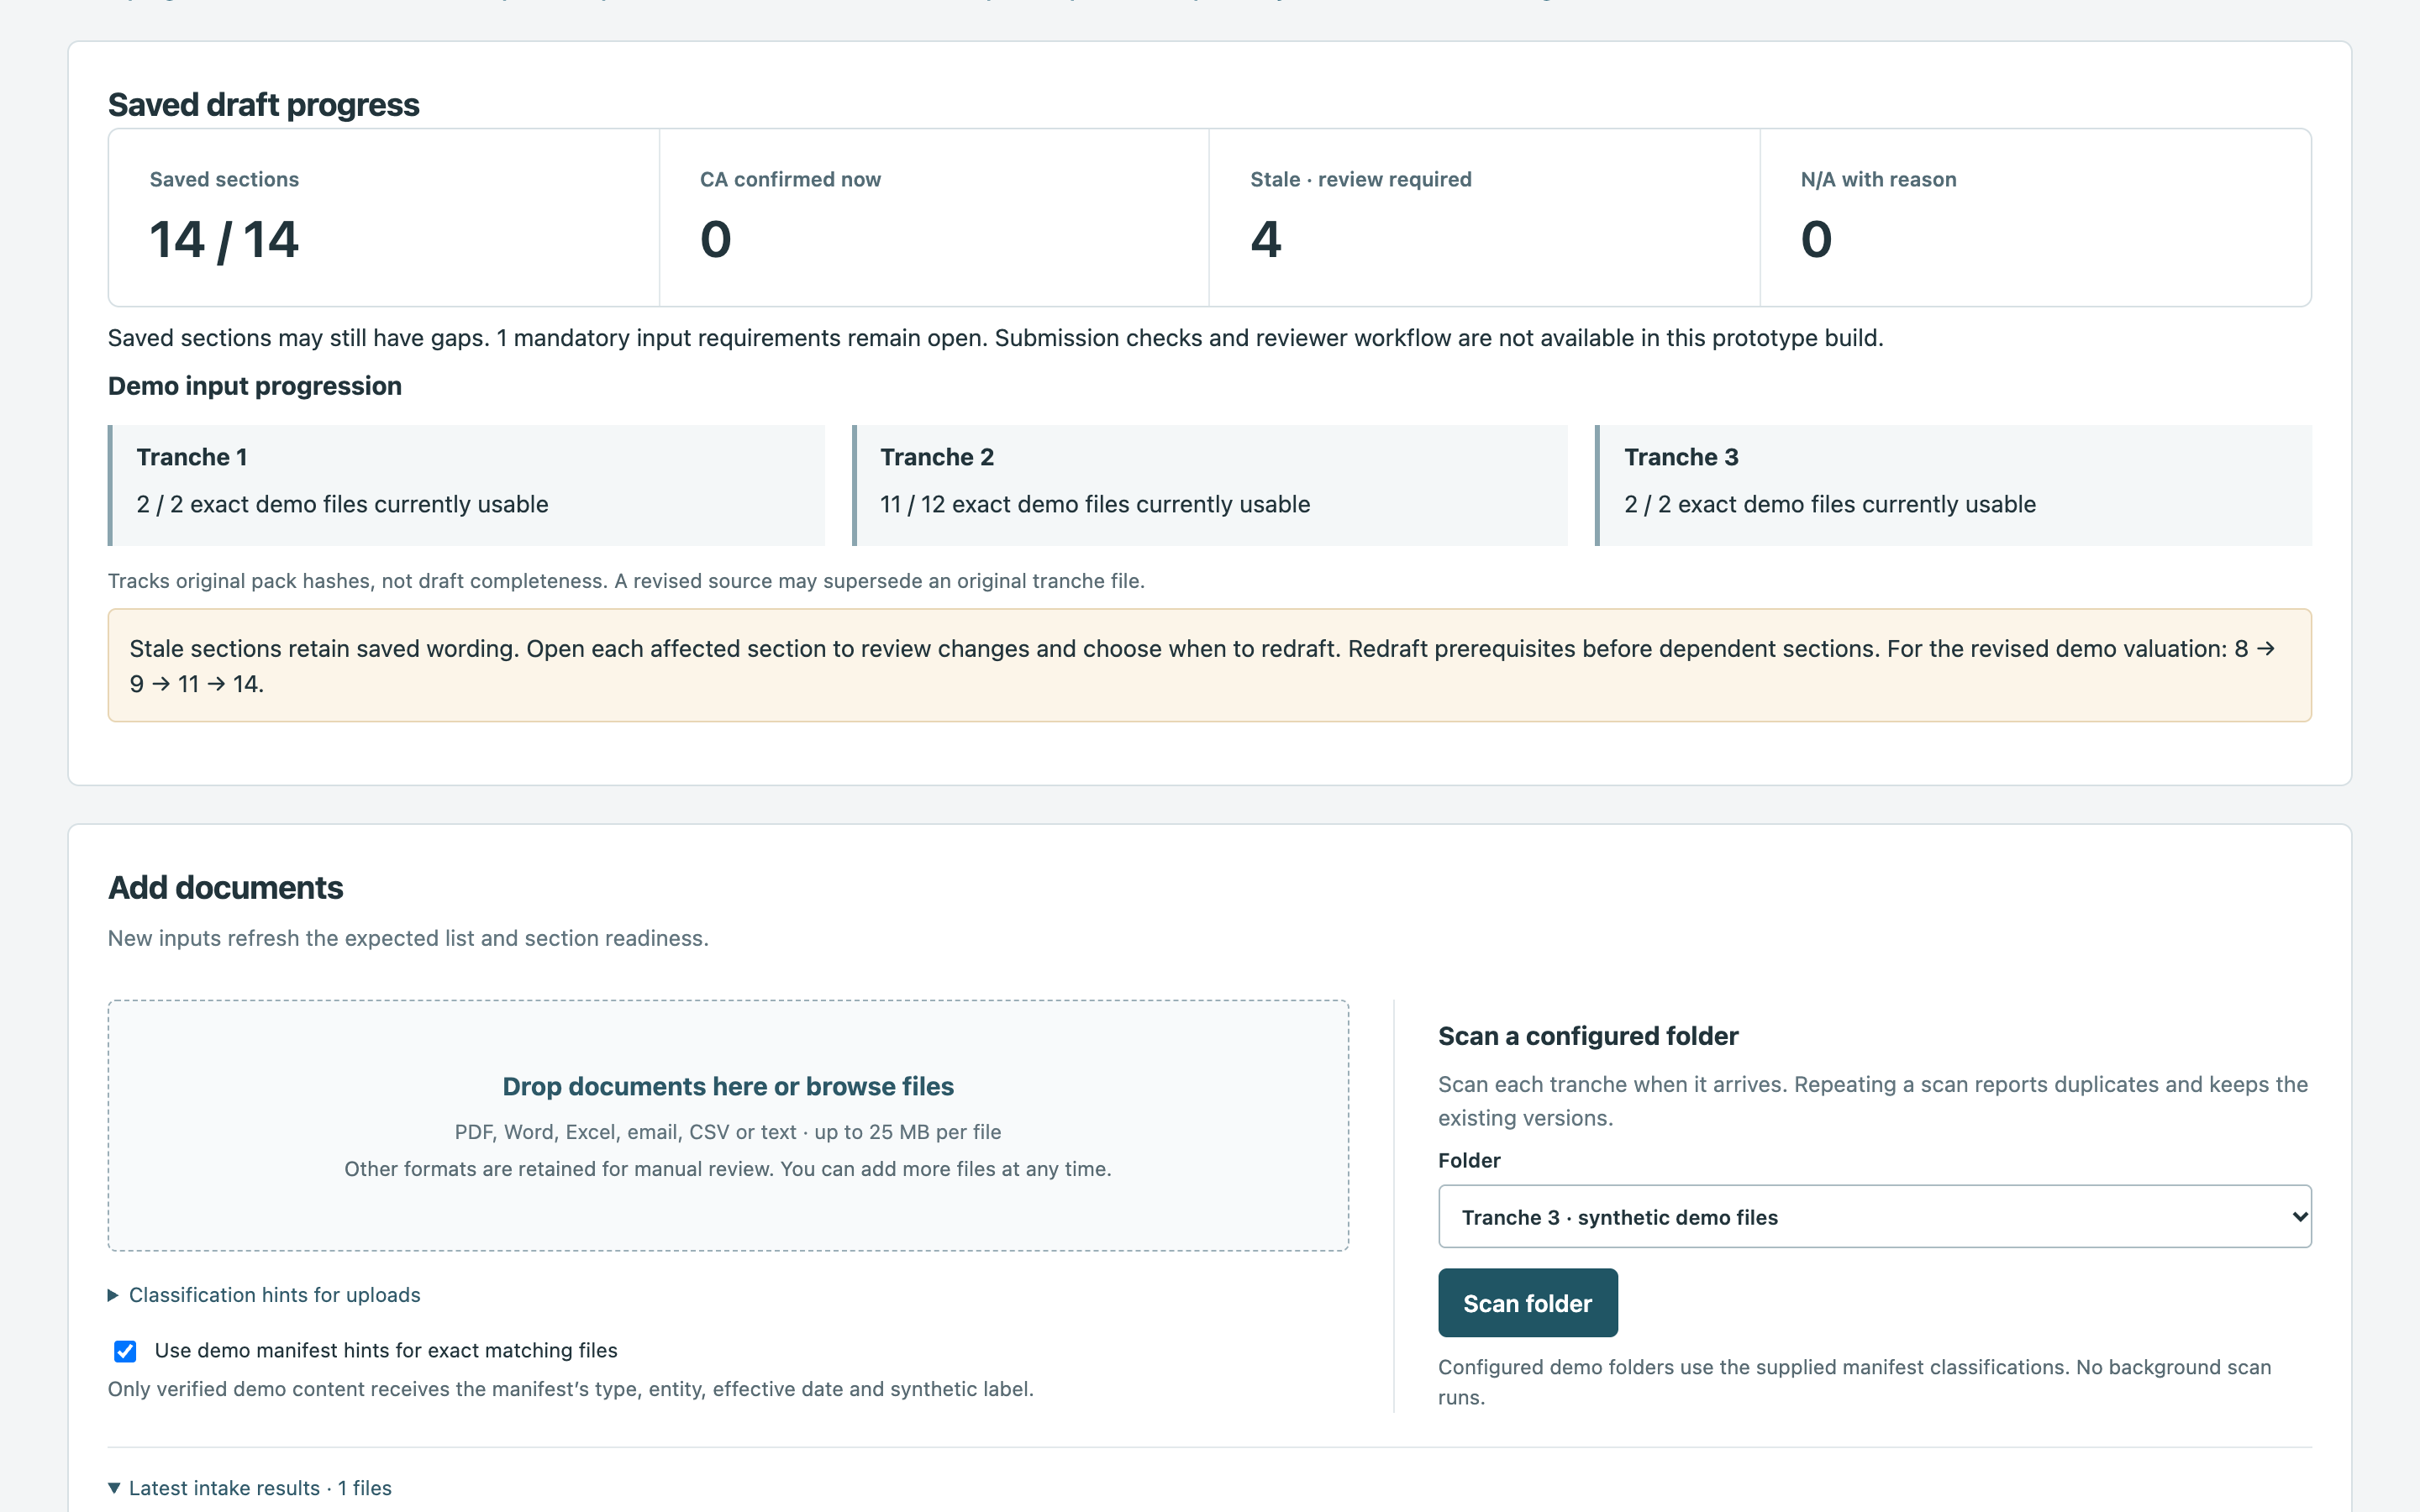 Saved draft progress
Saved sections
14 / 14
CA confirmed now
0
Stale · review required
4
N/A with reason
0
Saved sections may still have gaps. 1 mandatory input requirements remain open. Submission checks and reviewer workflow are not available in this prototype build.
Demo input progression
Tranche 1
2 / 2 exact demo files currently usable
Tranche 2
11 / 12 exact demo files currently usable
Tranche 3
2 / 2 exact demo files currently usable
Tracks original pack hashes, not draft completeness. A revised source may supersede an original tranche file.
Stale sections retain saved wording. Open each affected section to review changes and choose when to redraft. Redraft prerequisites before dependent sections. For the revised demo valuation: 8 →
9 → 11 → 14.
Add documents
New inputs refresh the expected list and section readiness.
Drop documents here or browse files
PDF, Word, Excel, email, CSV or text · up to 25 MB per file
Other formats are retained for manual review. You can add more files at any time.
▶ Classification hints for uploads
Use demo manifest hints for exact matching files
Only verified demo content receives the manifest’s type, entity, effective date and synthetic label.
Scan a configured folder
Scan each tranche when it arrives. Repeating a scan reports duplicates and keeps the
existing versions.
Folder
Tranche 3 · synthetic demo files
Scan folder
Configured demo folders use the supplied manifest classifications. No background scan
runs.
▼ Latest intake results · 1 files